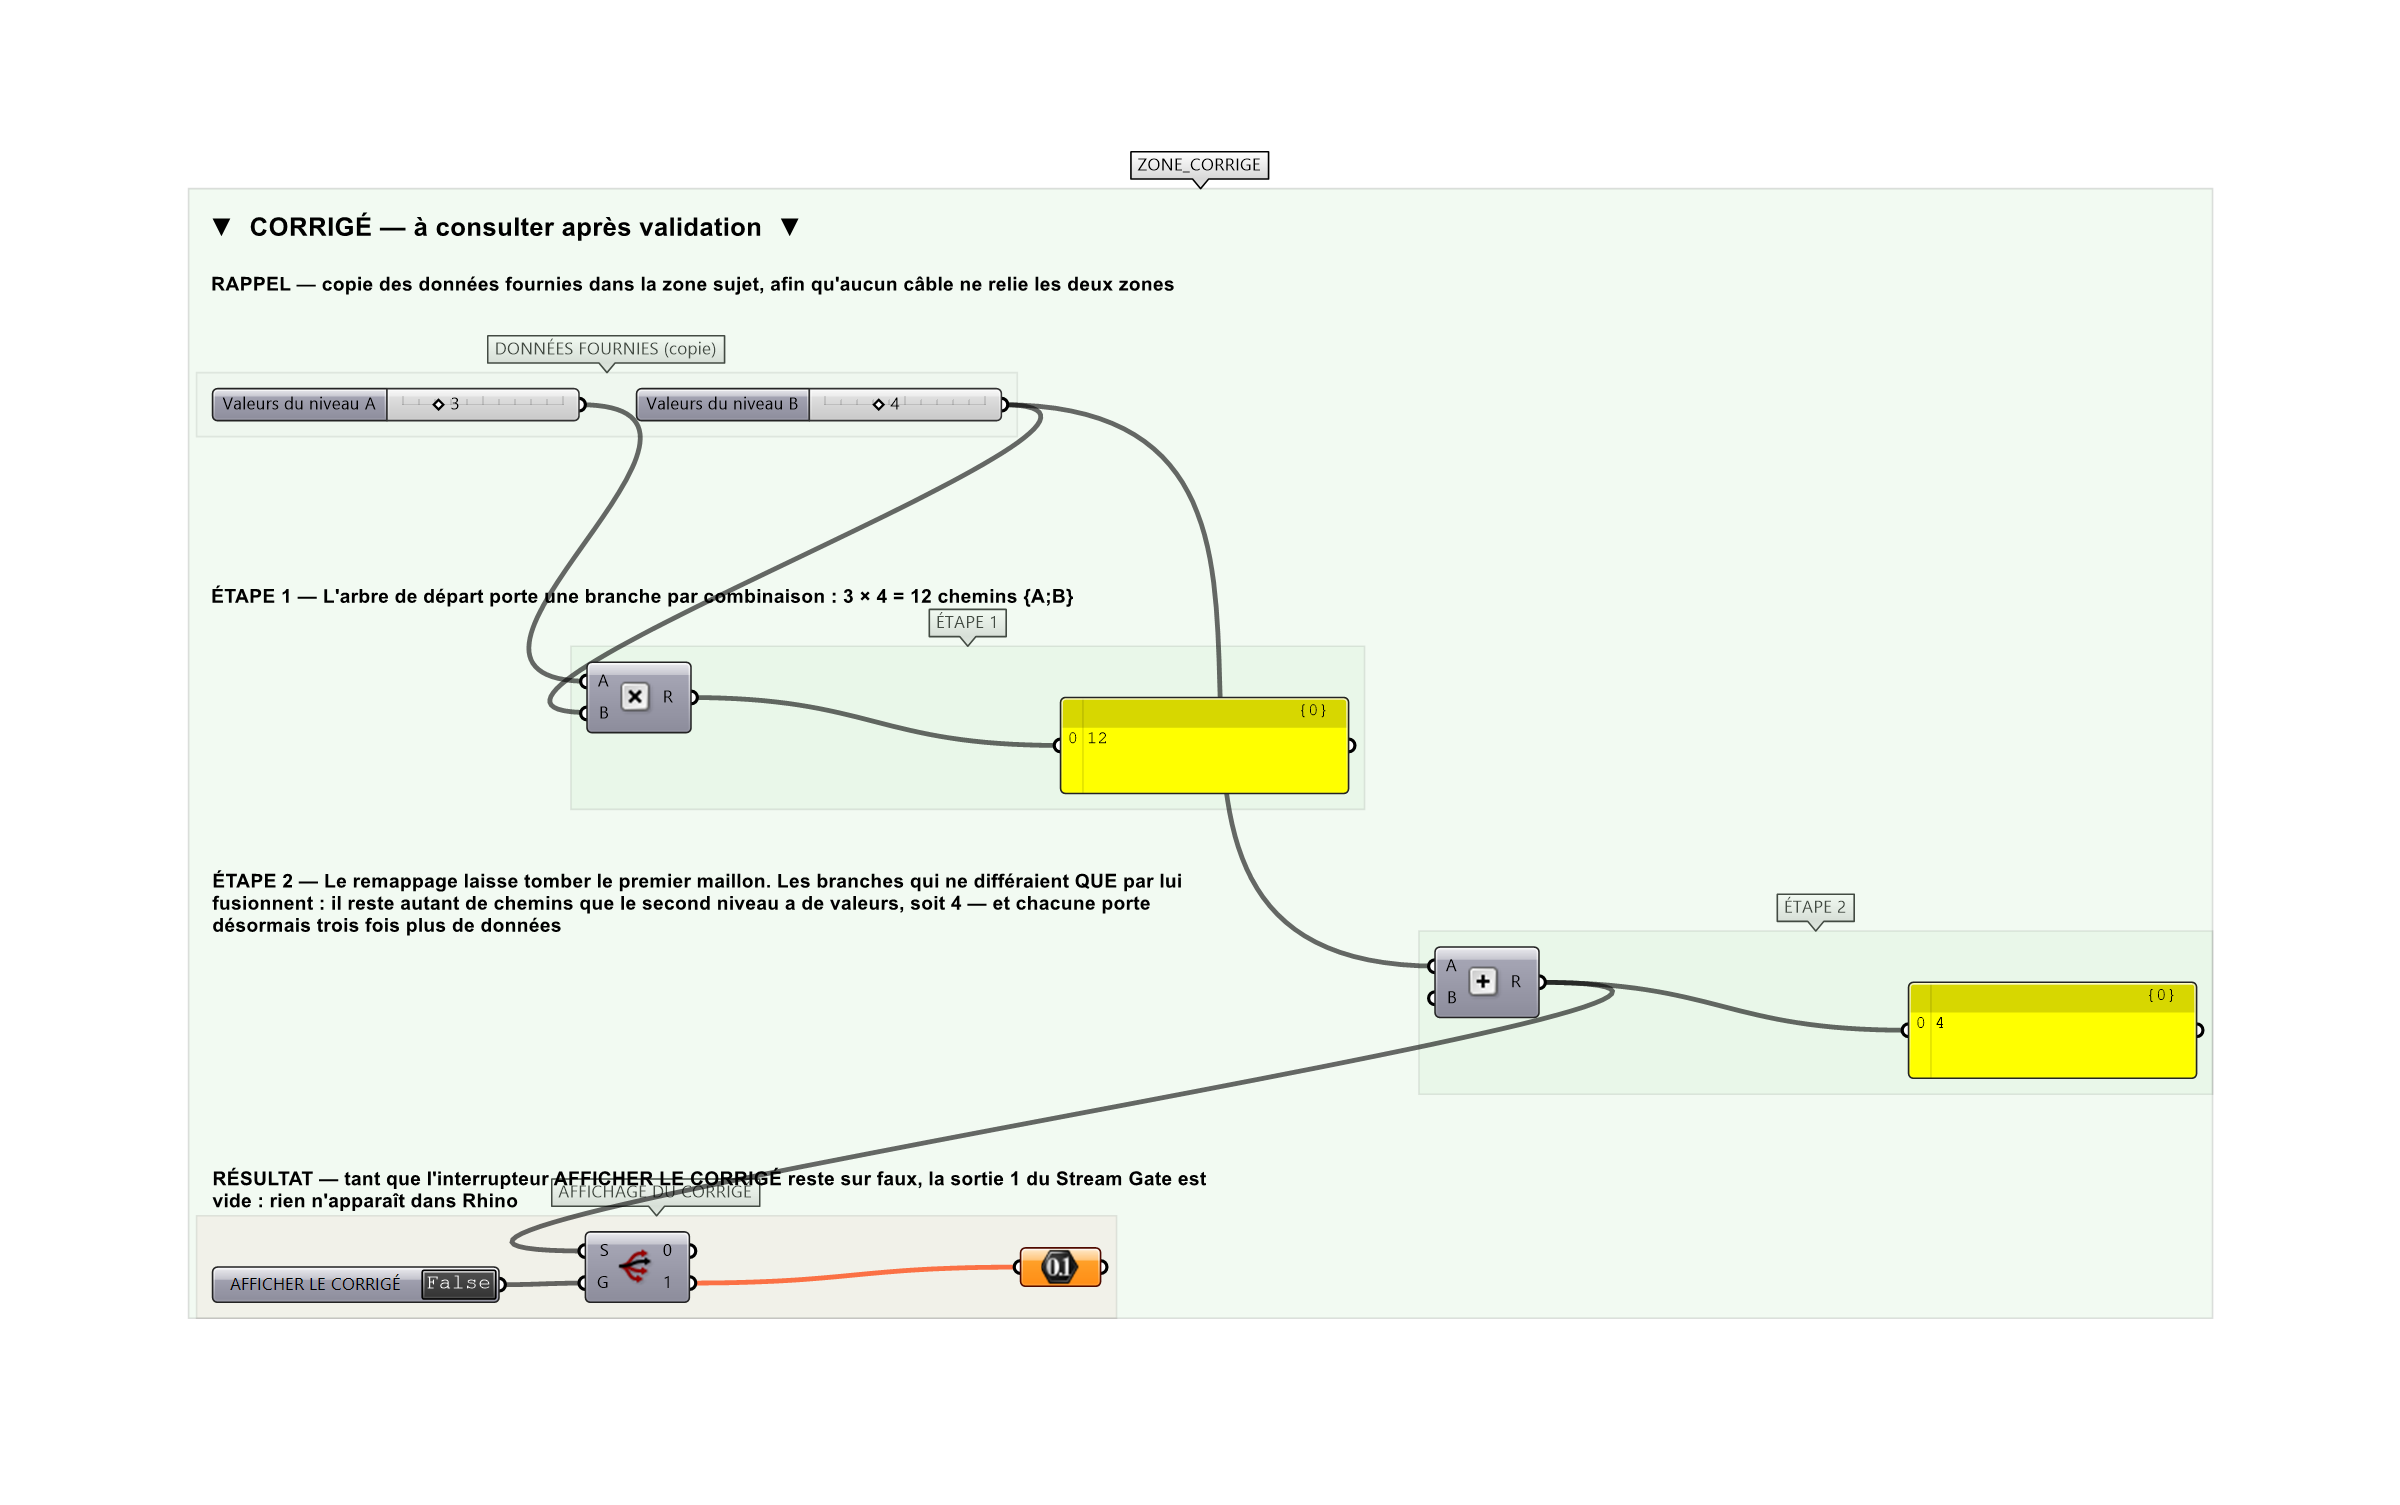 ZONE_CORRIGE
▼ CORRIGÉ — à consulter après validation ▼
RAPPEL — copie des données fournies dans la zone sujet, afin qu'aucun câble ne relie les deux zones
DONNÉES FOURNIES (copie)
Valeurs du niveau A 3
Valeurs du niveau B 4
ÉTAPE 1 — L'arbre de départ porte une branche par combinaison : 3 × 4 = 12 chemins {A;B}
ÉTAPE 1
A
B
R
{0}
0 12
ÉTAPE 2 — Le remappage laisse tomber le premier maillon. Les branches qui ne différaient QUE par lui
fusionnent : il reste autant de chemins que le second niveau a de valeurs, soit 4 — et chacune porte
désormais trois fois plus de données
ÉTAPE 2
A
B
R
{0}
0 4
RÉSULTAT — tant que l'interrupteur AFFICHER LE CORRIGÉ reste sur faux, la sortie 1 du Stream Gate est
vide : rien n'apparaît dans Rhino
AFFICHAGE DU CORRIGÉ
AFFICHER LE CORRIGÉ False
S 0
G 1
0.1